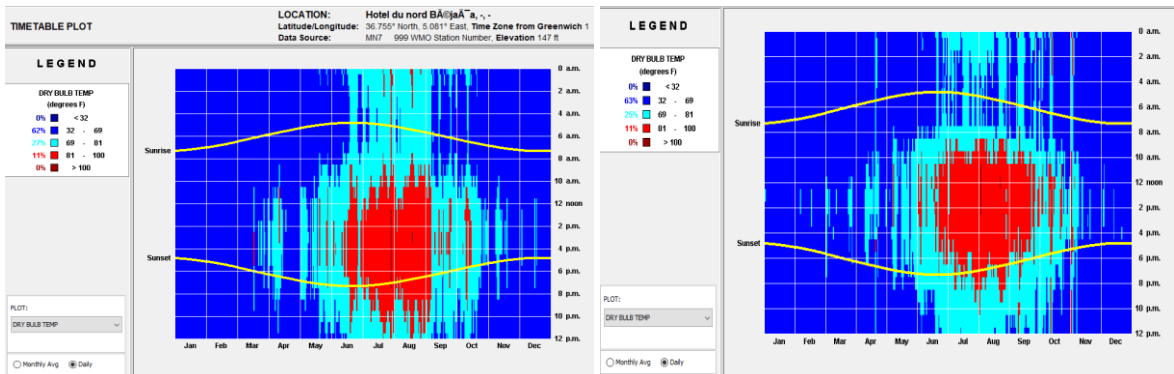 TIMETABLE PLOT
LOCATION: Hotel du nord BÃ©jaÃ¯a, -, -
Latitude/Longitude: 36.755° North, 5.081° East, Time Zone from Greenwich 1
Data Source: MN7 999 WMO Station Number, Elevation 147 ft
LEGEND
DRY BULB TEMP
(degrees F)
0% < 32
62% 32 - 69
27% 69 - 81
11% 81 - 100
0% > 100
PLOT:
DRY BULB TEMP
Monthly Avg Daily
Sunrise
Sunset
0 a.m.
2 a.m.
4 a.m.
6 a.m.
8 a.m.
10 a.m.
12 noon
2 p.m.
4 p.m.
6 p.m.
8 p.m.
10 p.m.
12 p.m.
Jan Feb Mar Apr May Jun Jul Aug Sep Oct Nov Dec
LEGEND
DRY BULB TEMP
(degrees F)
0% < 32
63% 32 - 69
25% 69 - 81
11% 81 - 100
0% > 100
PLOT:
DRY BULB TEMP
Monthly Avg Daily
Sunrise
Sunset
0 a.m.
2 a.m.
4 a.m.
6 a.m.
8 a.m.
10 a.m.
12 noon
2 p.m.
4 p.m.
6 p.m.
8 p.m.
10 p.m.
12 p.m.
Jan Feb Mar Apr May Jun Jul Aug Sep Oct Nov Dec